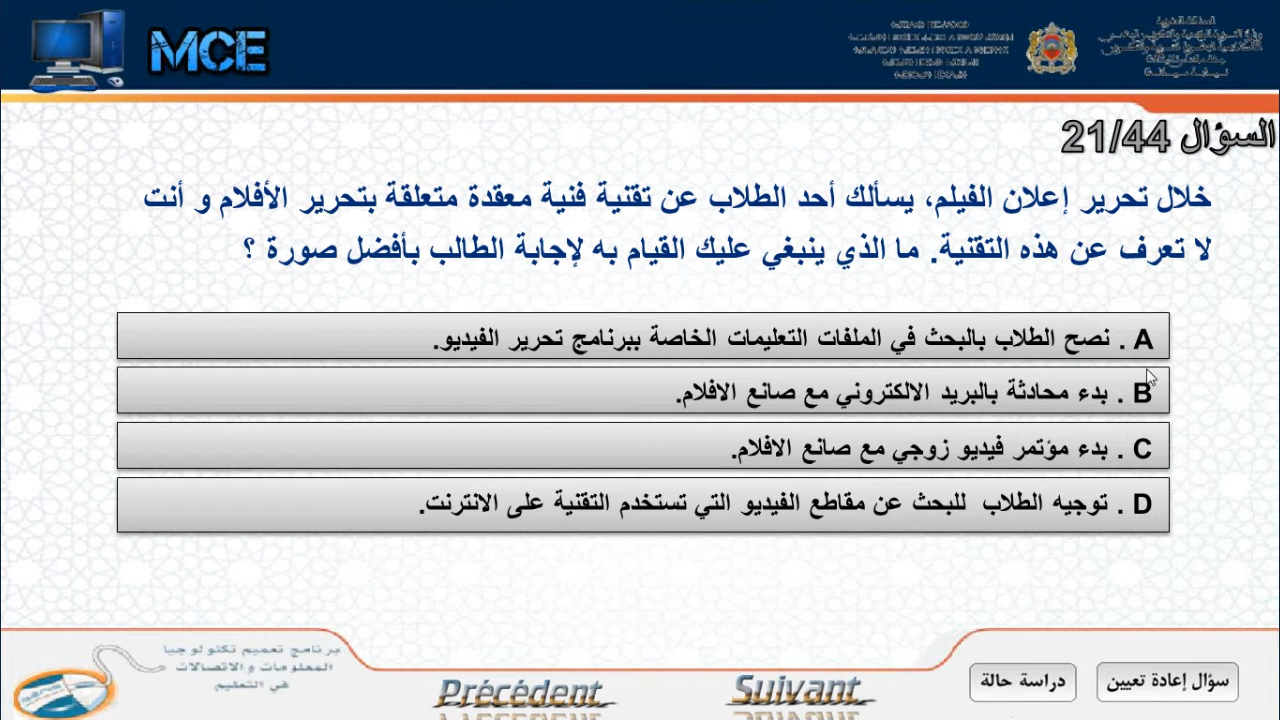 MCE
السؤال 21/44
خلال تحرير إعلان الفيلم، يسألك أحد الطلاب عن تقنية فنية معقدة متعلقة بتحرير الأفلام و أنت
لا تعرف عن هذه التقنية. ما الذي ينبغي عليك القيام به لإجابة الطالب بأفضل صورة ؟
A . نصح الطلاب بالبحث في الملفات التعليمات الخاصة ببرنامج تحرير الفيديو.
B . بدء محادثة بالبريد الالكتروني مع صانع الافلام.
C . بدء مؤتمر فيديو زوجي مع صانع الافلام.
D . توجيه الطلاب للبحث عن مقاطع الفيديو التي تستخدم التقنية على الانترنت.
برنامج تعميم تكنولوجيا
المعلومات والاتصالات
في التعليم
Précédent
Suivant
دراسة حالة
سؤال إعادة تعيين